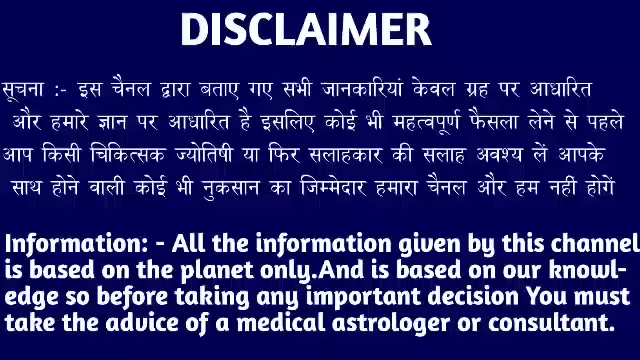 DISCLAIMER
सूचना :- इस चैनल द्वारा बताए गए सभी जानकारियां केवल ग्रह पर आधारित
और हमारे ज्ञान पर आधारित है इसलिए कोई भी महत्वपूर्ण फैसला लेने से पहले
आप किसी चिकित्सक ज्योतिषी या फिर सलाहकार की सलाह अवश्य लें आपके
साथ होने वाली कोई भी नुकसान का जिम्मेदार हमारा चैनल और हम नहीं होगें
Information: - All the information given by this channel
is based on the planet only.And is based on our knowl-
edge so before taking any important decision You must
take the advice of a medical astrologer or consultant.